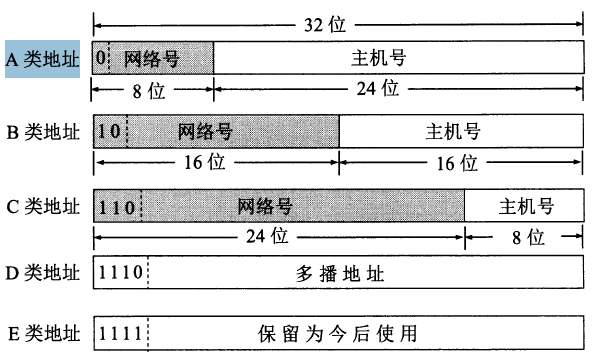 32 位
A 类地址 0 网络号 主机号
8 位 24 位
B 类地址 10 网络号 主机号
16 位 16 位
C 类地址 110 网络号 主机号
24 位 8 位
D 类地址 1110 多播地址
E 类地址 1111 保留为今后使用